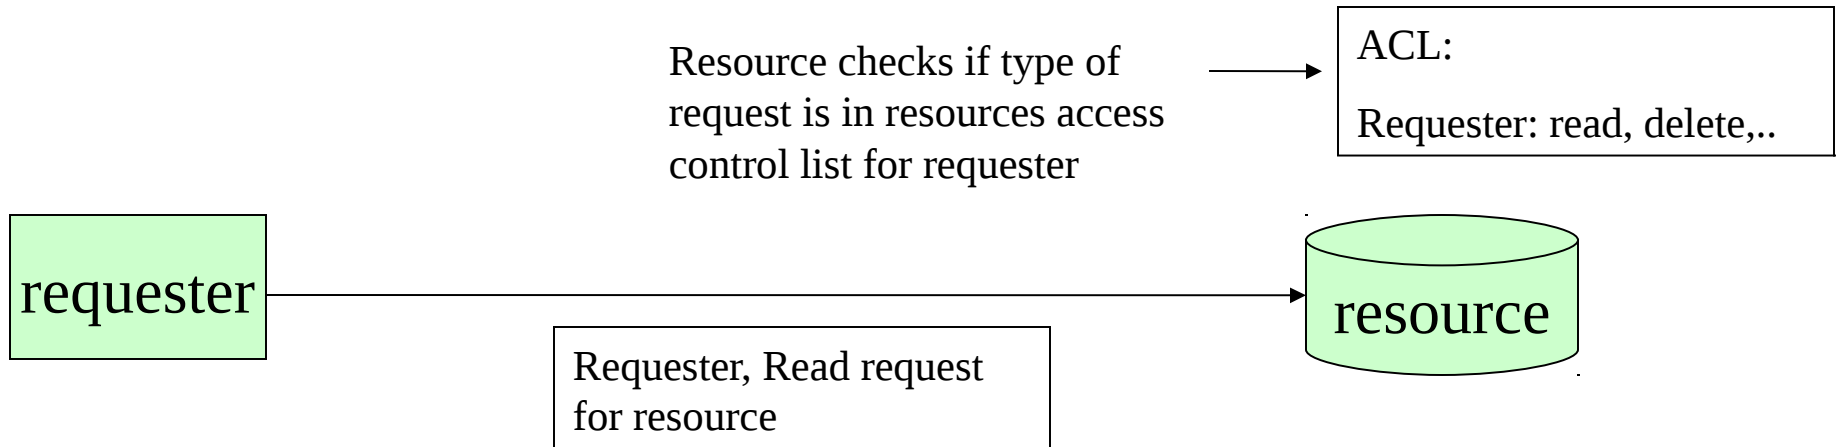 Resource checks if type of
request is in resources access
control list for requester
ACL:
Requester: read, delete,..
requester
resource
Requester, Read request
for resource